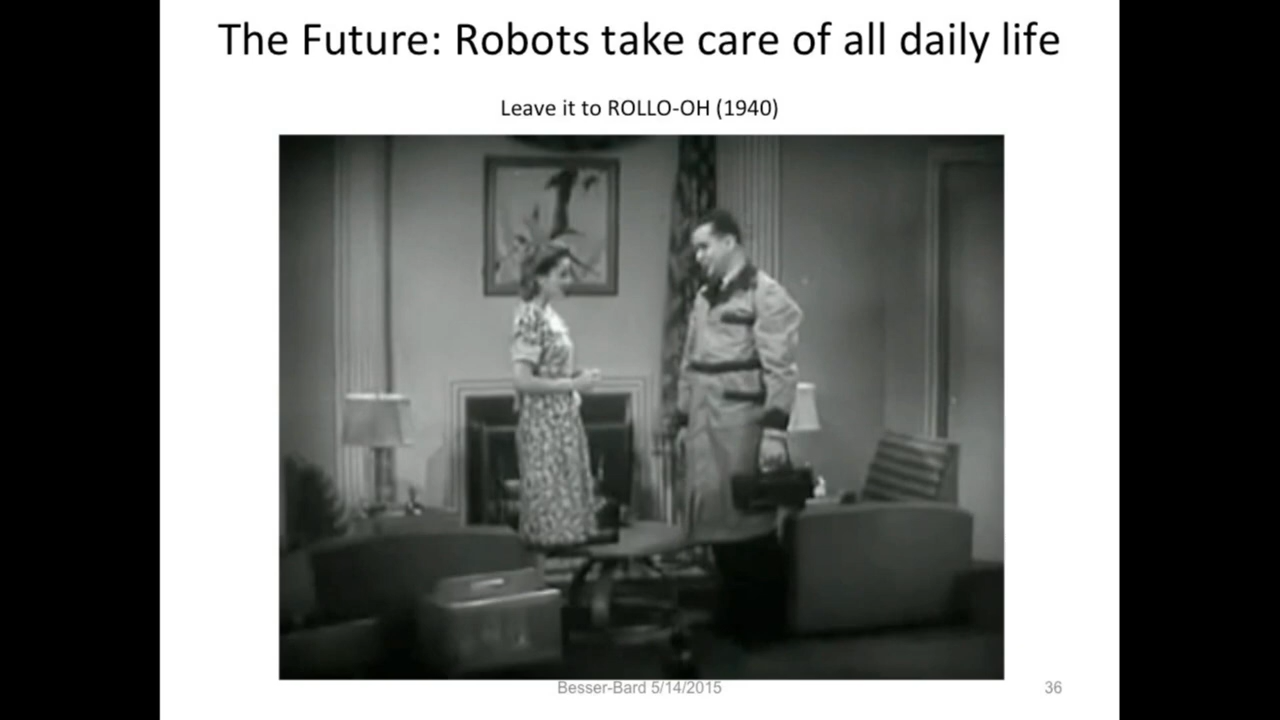 The Future: Robots take care of all daily life
Leave it to ROLLO-OH (1940)
Besser-Bard 5/14/2015
36